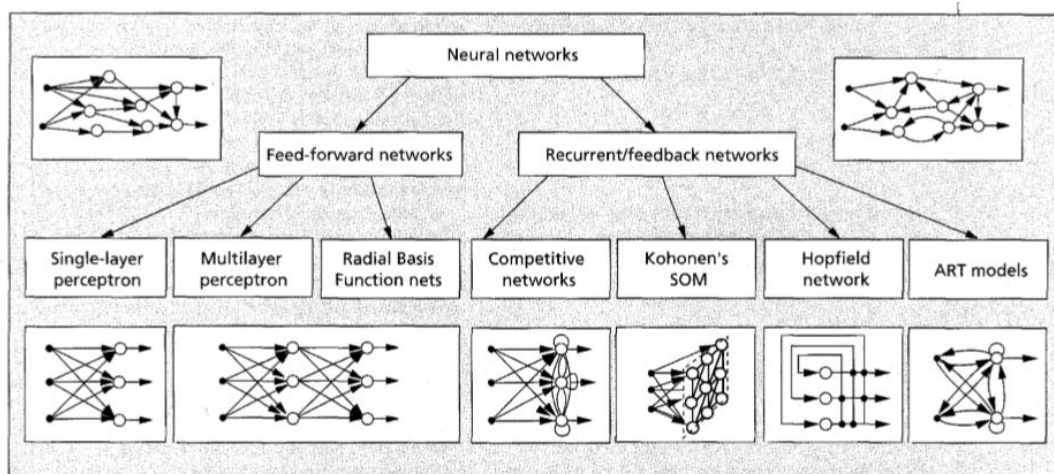 Neural networks
Feed-forward networks
Recurrent/feedback networks
Single-layer
perceptron
Multilayer
perceptron
Radial Basis
Function nets
Competitive
networks
Kohonen's
SOM
Hopfield
network
ART models